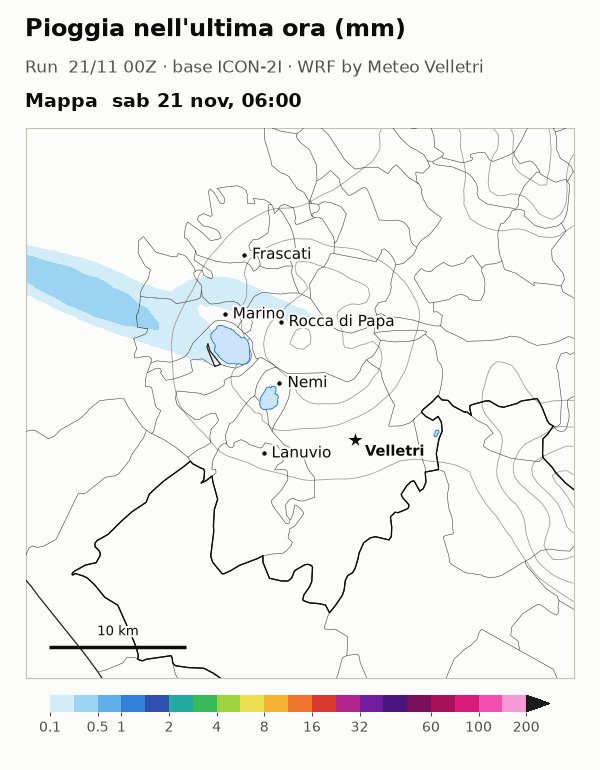 Pioggia nell'ultima ora (mm)
Run  21/11 00Z · base ICON-2I · WRF by Meteo Velletri
Mappa  sab 21 nov, 06:00
Frascati
Marino
Rocca di Papa
Nemi
Velletri
Lanuvio
10 km
0.1 0.5 1 2 4 8 16 32 60 100 200